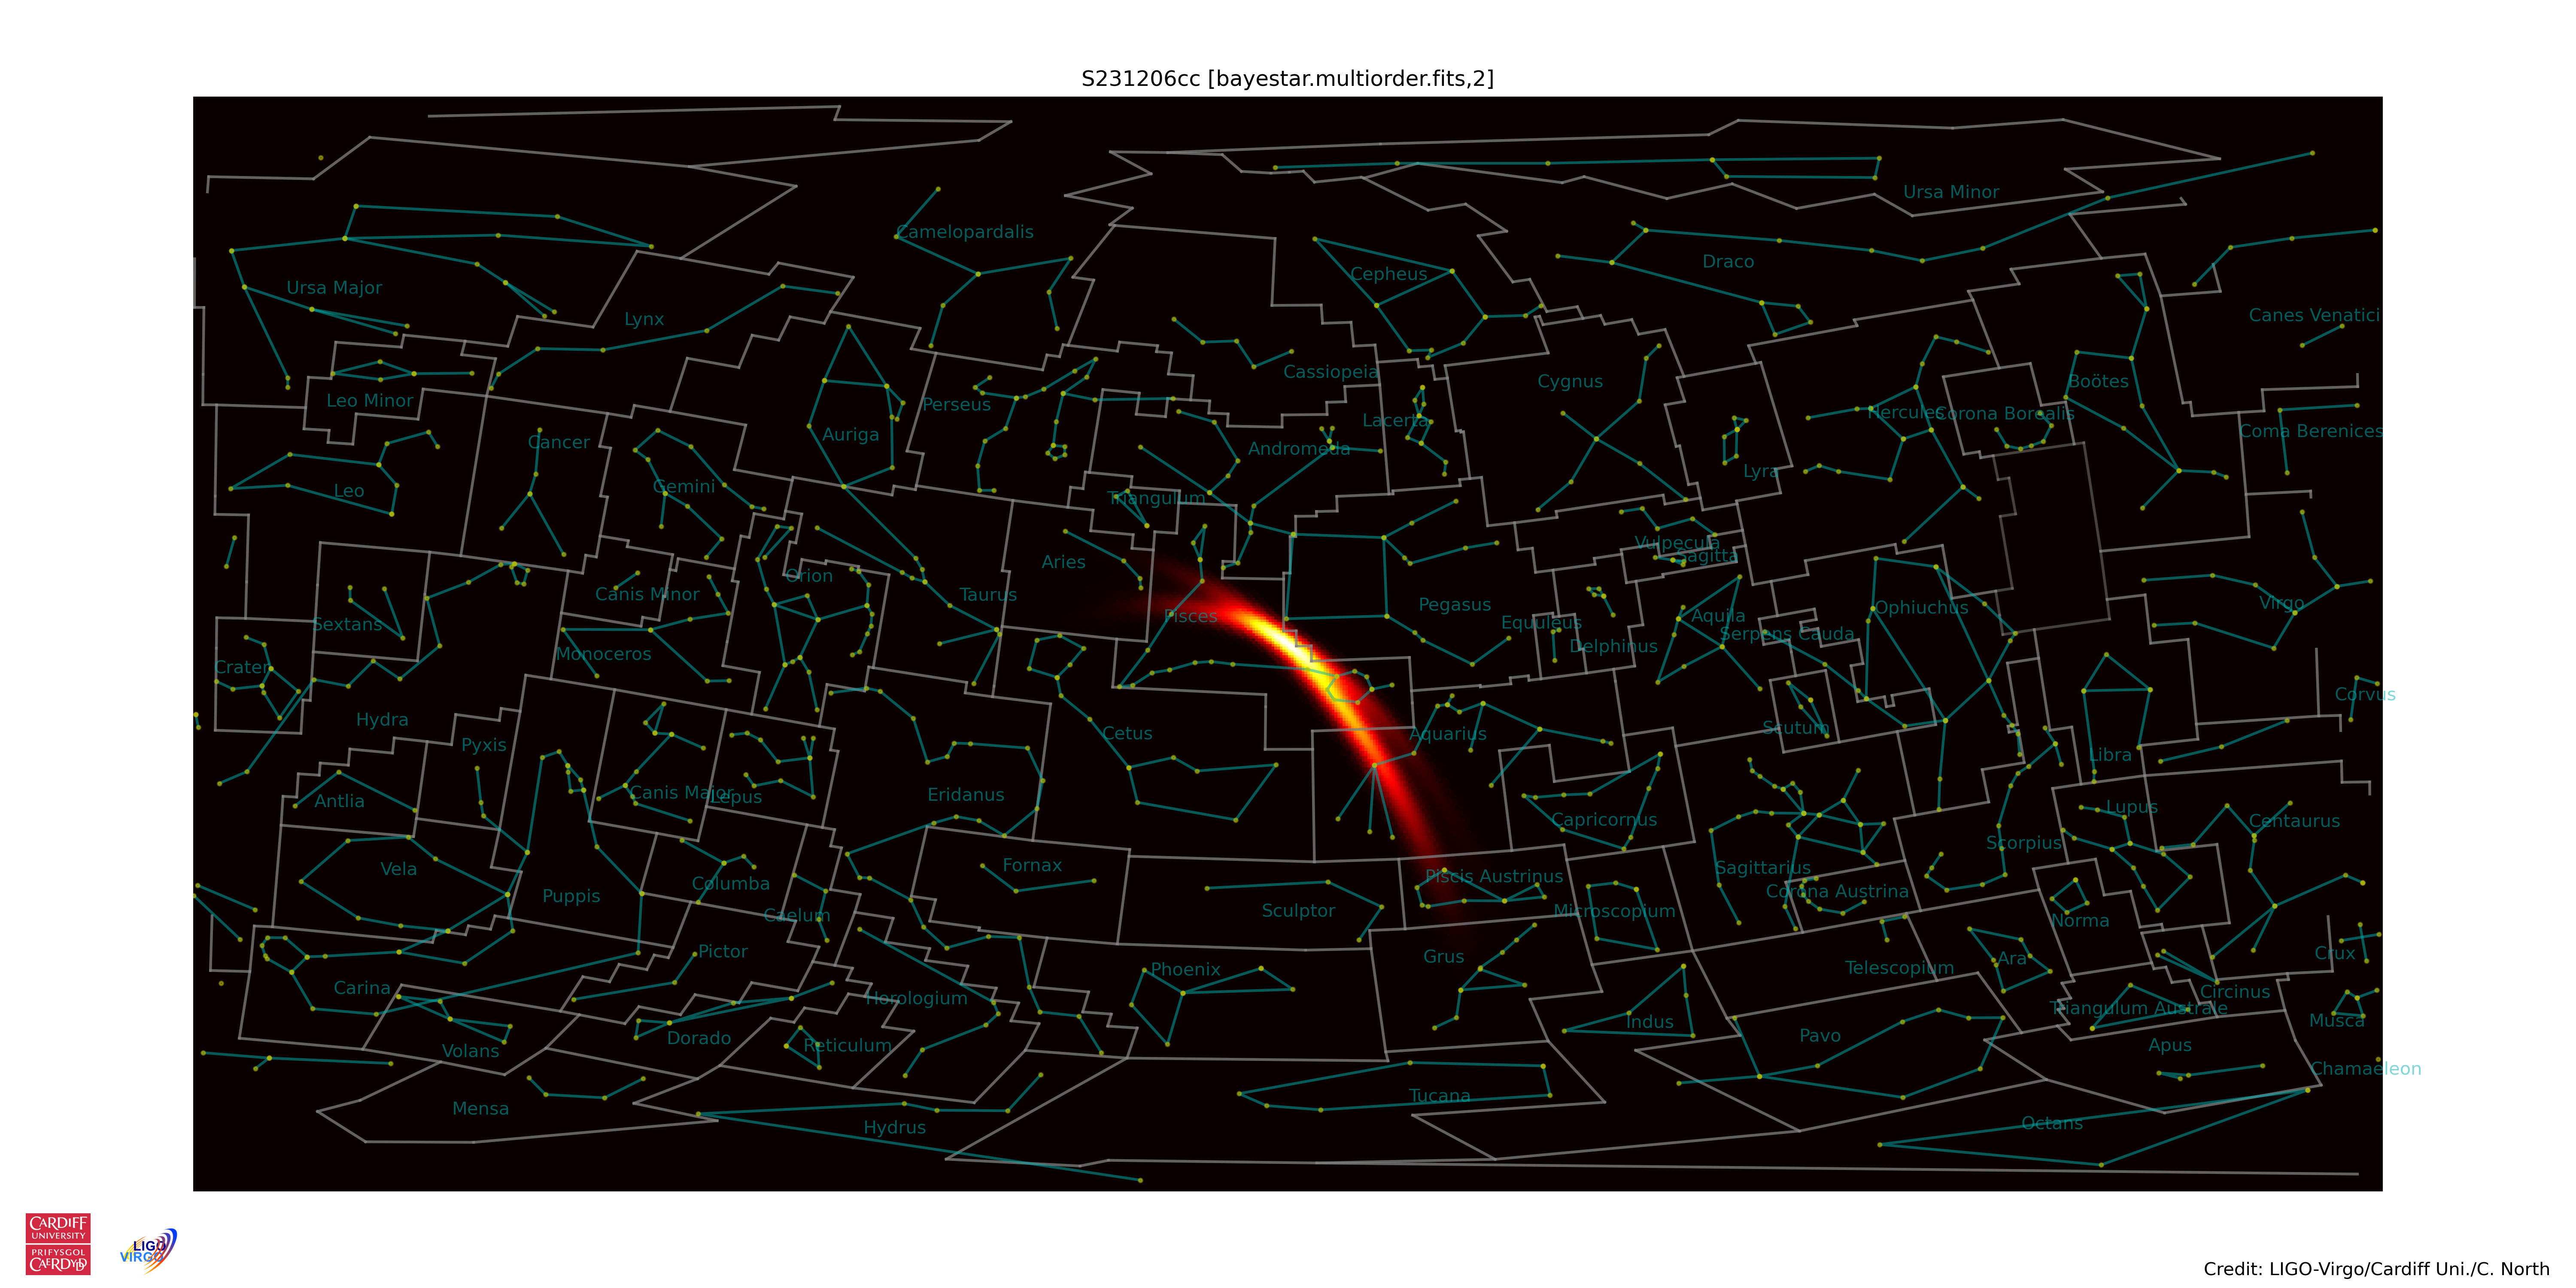 S231206cc [bayestar.multiorder.fits,2]
Ursa Minor
Camelopardalis
Draco
Cepheus
Ursa Major
Canes Venatici
Lynx
Cassiopeia
Cygnus
Boötes
Leo Minor
Perseus
Hercules
Corona Borealis
Lacerta
Coma Berenices
Auriga
Cancer
Andromeda
Lyra
Gemini
Leo
Triangulum
Vulpecula
Sagitta
Aries
Orion
Canis Minor
Taurus
Virgo
Pegasus
Ophiuchus
Pisces
Aquila
Equuleus
Sextans
Serpens Cauda
Delphinus
Monoceros
Crater
Corvus
Hydra
Scutum
Cetus
Aquarius
Pyxis
Libra
Canis Major
Eridanus
Lepus
Antlia
Lupus
Capricornus
Centaurus
Scorpius
Fornax
Sagittarius
Vela
Piscis Austrinus
Columba
Corona Austrina
Puppis
Sculptor
Microscopium
Caelum
Norma
Pictor
Crux
Grus
Ara
Telescopium
Phoenix
Carina
Circinus
Horologium
Triangulum Australe
Indus
Musca
Pavo
Dorado
Reticulum
Apus
Volans
Chamaeleon
Tucana
Mensa
Octans
Hydrus
CARDIFF
UNIVERSITY
PRIFYSGOL
CAERDYDD
LIGO
VIRGO
Credit: LIGO-Virgo/Cardiff Uni./C. North